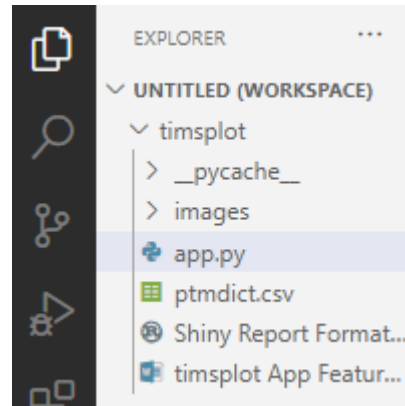 EXPLORER ...
UNTITLED (WORKSPACE)
timsplot
__pycache__
images
app.py
ptmdict.csv
Shiny Report Format...
timsplot App Featur...